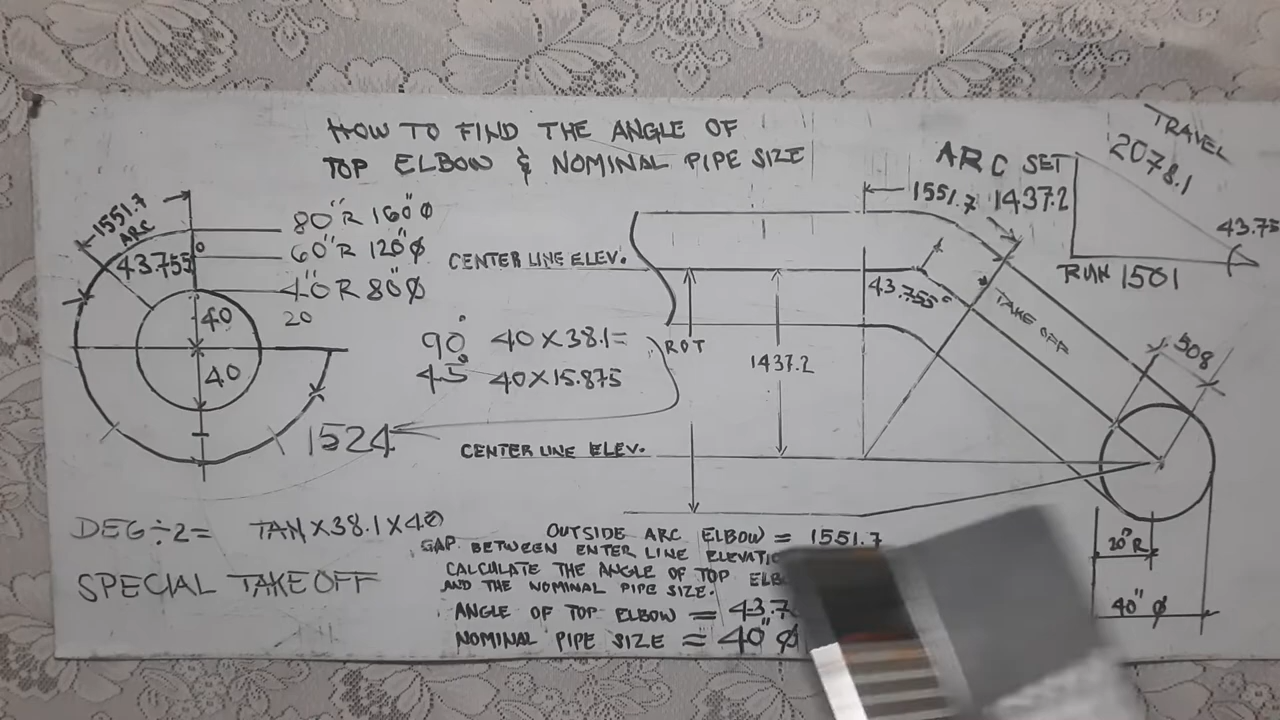 HOW TO FIND THE ANGLE OF
TOP ELBOW & NOMINAL PIPE SIZE
1551.7
ARC
43.755°
80"R 160"Ø
60"R 120"Ø
40"R 80"Ø
20
40
40
90° 40 X 38.1 =
45° 40 X 15.875
1524
DEG ÷ 2 = TAN X 38.1 X 40
SPECIAL TAKE OFF
CENTER LINE ELEV.
CENTER LINE ELEV.
1551.7
43.755°
1437.2
TAKE OFF
508
20"R
40" Ø
ARC SET
1437.2
TRAVEL
2078.1
43.75
RUN 1501
OUTSIDE ARC ELBOW = 1551.7
GAP BETWEEN ENTER LINE ELEVATIO
CALCULATE THE ANGLE OF TOP ELB
AND THE NOMINAL PIPE SIZE.
ANGLE OF TOP ELBOW = 43.7
NOMINAL PIPE SIZE = 40" Ø